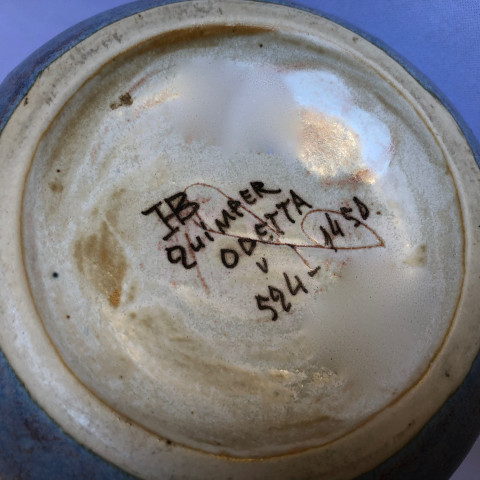 HB
QUIMPER
ODETTA
V
524-1450